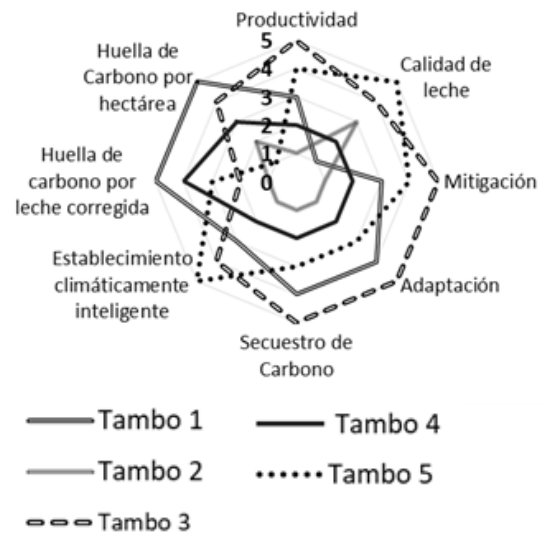 Productividad
5
4
3
2
1
0
Calidad de
leche
Mitigación
Adaptación
Secuestro de
Carbono
Establecimiento
climáticamente
inteligente
Huella de
carbono por
leche corregida
Huella de
Carbono por
hectárea
Tambo 1
Tambo 4
Tambo 2
Tambo 5
Tambo 3